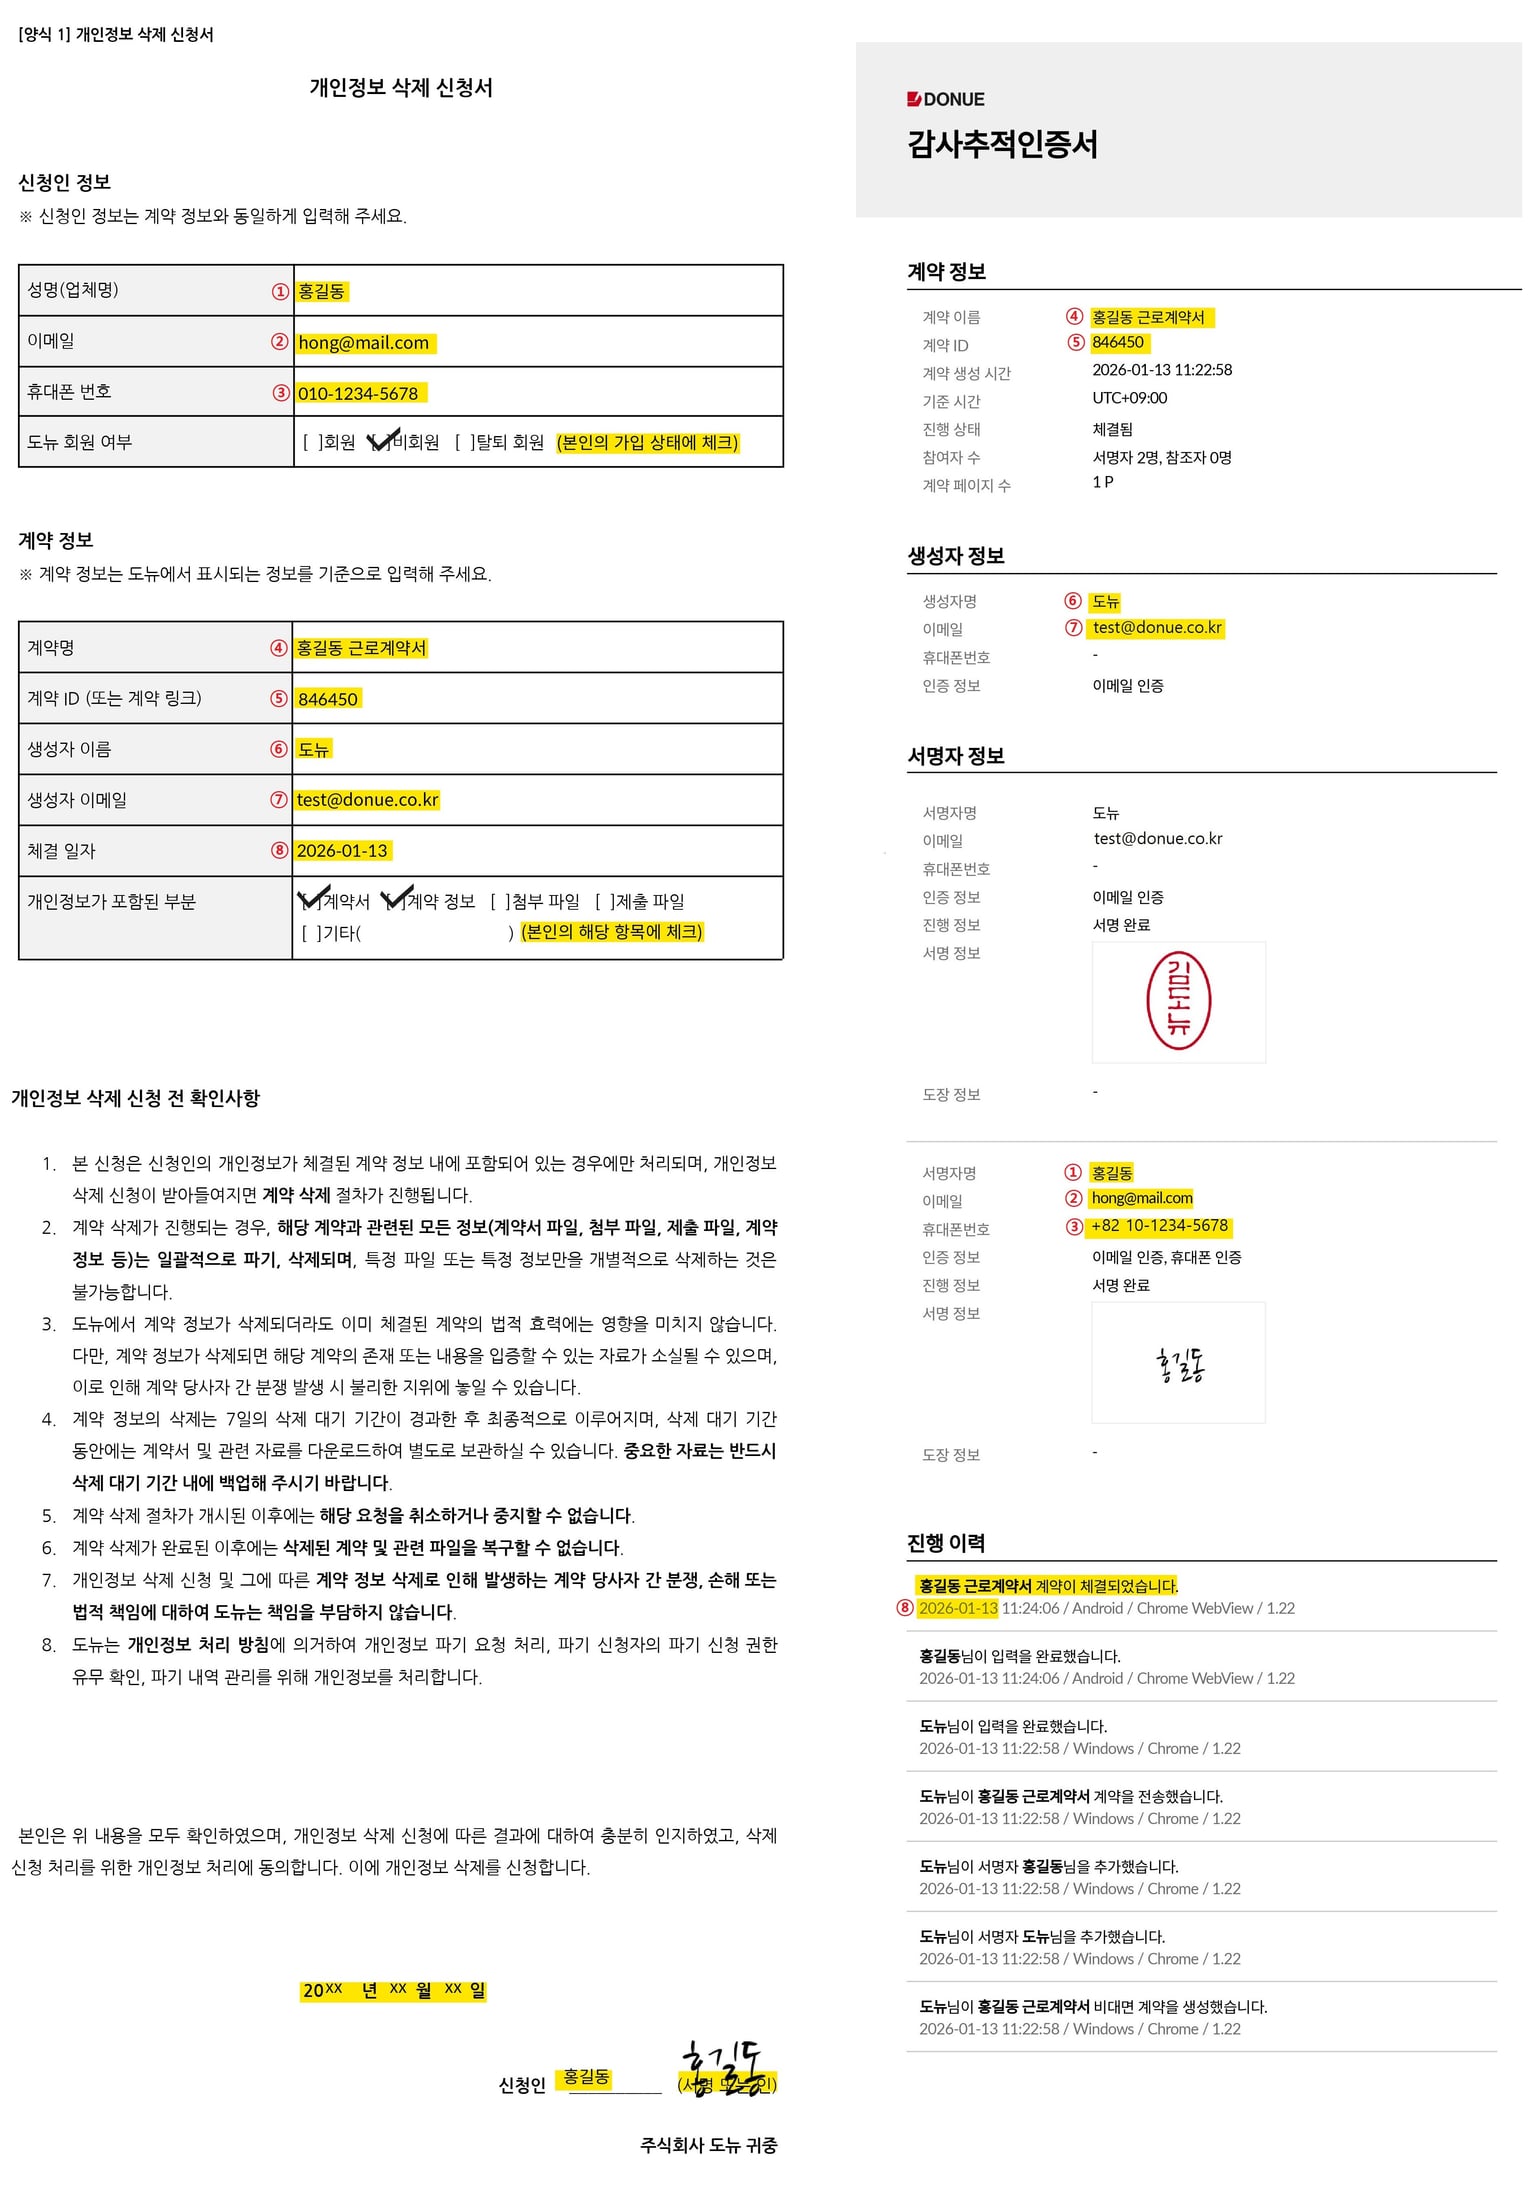 [양식 1] 개인정보 삭제 신청서
개인정보 삭제 신청서
신청인 정보
※ 신청인 정보는 계약 정보와 동일하게 입력해 주세요.
성명(업체명) ① 홍길동
이메일 ② hong@mail.com
휴대폰 번호 ③ 010-1234-5678
도뉴 회원 여부 [ ]회원 [✓]비회원 [ ]탈퇴 회원 (본인의 가입 상태에 체크)
계약 정보
※ 계약 정보는 도뉴에서 표시되는 정보를 기준으로 입력해 주세요.
계약명 ④ 홍길동 근로계약서
계약 ID (또는 계약 링크) ⑤ 846450
생성자 이름 ⑥ 도뉴
생성자 이메일 ⑦ test@donue.co.kr
체결 일자 ⑧ 2026-01-13
개인정보가 포함된 부분 [✓]계약서 [✓]계약 정보 [ ]첨부 파일 [ ]제출 파일
[ ]기타( ) (본인의 해당 항목에 체크)
개인정보 삭제 신청 전 확인사항
1. 본 신청은 신청인의 개인정보가 체결된 계약 정보 내에 포함되어 있는 경우에만 처리되며, 개인정보
삭제 신청이 받아들여지면 계약 삭제 절차가 진행됩니다.
2. 계약 삭제가 진행되는 경우, 해당 계약과 관련된 모든 정보(계약서 파일, 첨부 파일, 제출 파일, 계약
정보 등)는 일괄적으로 파기, 삭제되며, 특정 파일 또는 특정 정보만을 개별적으로 삭제하는 것은
불가능합니다.
3. 도뉴에서 계약 정보가 삭제되더라도 이미 체결된 계약의 법적 효력에는 영향을 미치지 않습니다.
다만, 계약 정보가 삭제되면 해당 계약의 존재 또는 내용을 입증할 수 있는 자료가 소실될 수 있으며,
이로 인해 계약 당사자 간 분쟁 발생 시 불리한 지위에 놓일 수 있습니다.
4. 계약 정보의 삭제는 7일의 삭제 대기 기간이 경과한 후 최종적으로 이루어지며, 삭제 대기 기간
동안에는 계약서 및 관련 자료를 다운로드하여 별도로 보관하실 수 있습니다. 중요한 자료는 반드시
삭제 대기 기간 내에 백업해 주시기 바랍니다.
5. 계약 삭제 절차가 개시된 이후에는 해당 요청을 취소하거나 중지할 수 없습니다.
6. 계약 삭제가 완료된 이후에는 삭제된 계약 및 관련 파일을 복구할 수 없습니다.
7. 개인정보 삭제 신청 및 그에 따른 계약 정보 삭제로 인해 발생하는 계약 당사자 간 분쟁, 손해 또는
법적 책임에 대하여 도뉴는 책임을 부담하지 않습니다.
8. 도뉴는 개인정보 처리 방침에 의거하여 개인정보 파기 요청 처리, 파기 신청자의 파기 신청 권한
유무 확인, 파기 내역 관리를 위해 개인정보를 처리합니다.
본인은 위 내용을 모두 확인하였으며, 개인정보 삭제 신청에 따른 결과에 대하여 충분히 인지하였고, 삭제
신청 처리를 위한 개인정보 처리에 동의합니다. 이에 개인정보 삭제를 신청합니다.
20xx 년 xx 월 xx 일
신청인 홍길동 (서명 또는 인) 홍길동
주식회사 도뉴 귀중
DONUE
감사추적인증서
계약 정보
계약 이름 ④ 홍길동 근로계약서
계약 ID ⑤ 846450
계약 생성 시간 2026-01-13 11:22:58
기준 시간 UTC+09:00
진행 상태 체결됨
참여자 수 서명자 2명, 참조자 0명
계약 페이지 수 1 P
생성자 정보
생성자명 ⑥ 도뉴
이메일 ⑦ test@donue.co.kr
휴대폰번호 -
인증 정보 이메일 인증
서명자 정보
서명자명 도뉴
이메일 test@donue.co.kr
휴대폰번호 -
인증 정보 이메일 인증
진행 정보 서명 완료
서명 정보 김도뉴
도장 정보 -
서명자명 ① 홍길동
이메일 ② hong@mail.com
휴대폰번호 ③ +82 10-1234-5678
인증 정보 이메일 인증, 휴대폰 인증
진행 정보 서명 완료
서명 정보 홍길동
도장 정보 -
진행 이력
홍길동 근로계약서 계약이 체결되었습니다.
⑧ 2026-01-13 11:24:06 / Android / Chrome WebView / 1.22
홍길동님이 입력을 완료했습니다.
2026-01-13 11:24:06 / Android / Chrome WebView / 1.22
도뉴님이 입력을 완료했습니다.
2026-01-13 11:22:58 / Windows / Chrome / 1.22
도뉴님이 홍길동 근로계약서 계약을 전송했습니다.
2026-01-13 11:22:58 / Windows / Chrome / 1.22
도뉴님이 서명자 홍길동님을 추가했습니다.
2026-01-13 11:22:58 / Windows / Chrome / 1.22
도뉴님이 서명자 도뉴님을 추가했습니다.
2026-01-13 11:22:58 / Windows / Chrome / 1.22
도뉴님이 홍길동 근로계약서 비대면 계약을 생성했습니다.
2026-01-13 11:22:58 / Windows / Chrome / 1.22